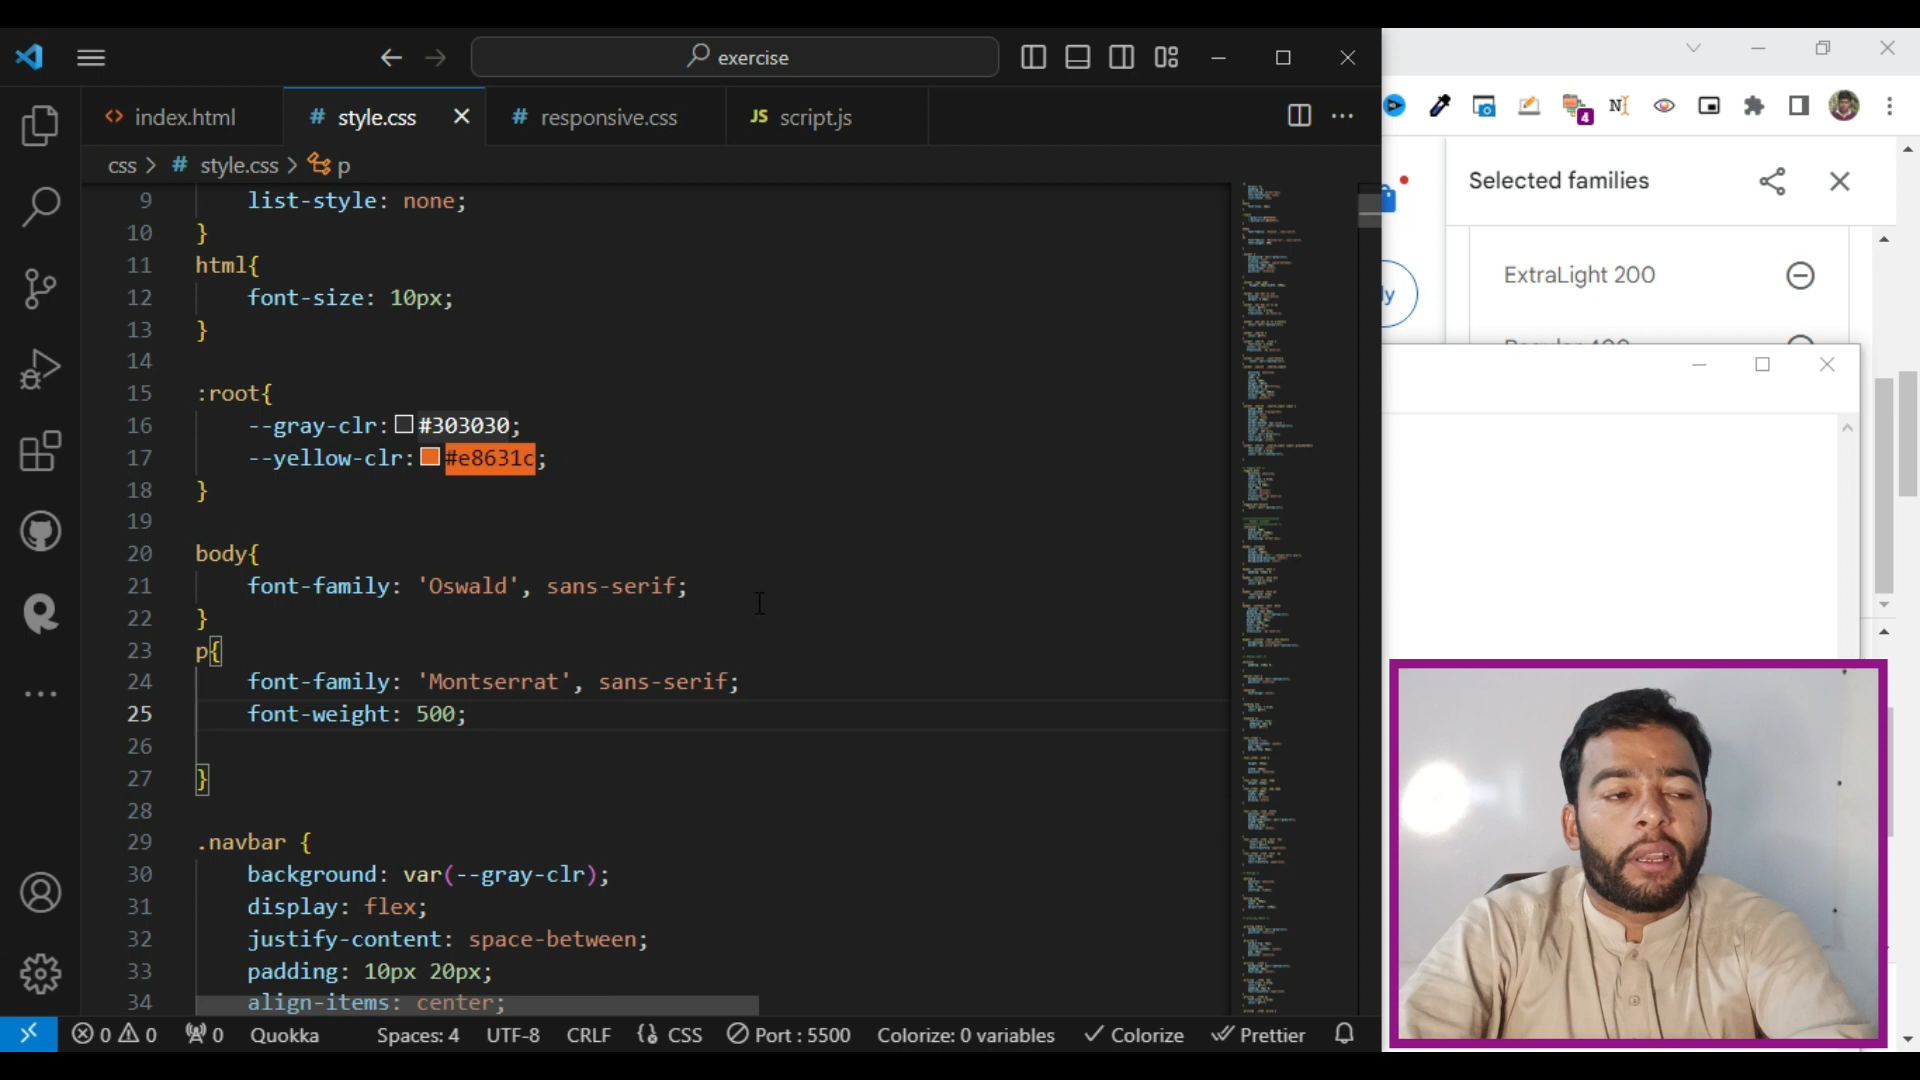 exercise
index.html
# style.css
# responsive.css
JS script.js
css > # style.css > p
9 list-style: none;
10 }
11 html{
12 font-size: 10px;
13 }
14
15 :root{
16 --gray-clr: #303030;
17 --yellow-clr: #e8631c;
18 }
19
20 body{
21 font-family: 'Oswald', sans-serif;
22 }
23 p{
24 font-family: 'Montserrat', sans-serif;
25 font-weight: 500;
26
27 }
28
29 .navbar {
30 background: var(--gray-clr);
31 display: flex;
32 justify-content: space-between;
33 padding: 10px 20px;
34 align-items: center;
0 0
0
Quokka
Spaces: 4
UTF-8
CRLF
CSS
Port : 5500
Colorize: 0 variables
Colorize
Prettier
4
Selected families
ExtraLight 200
ly